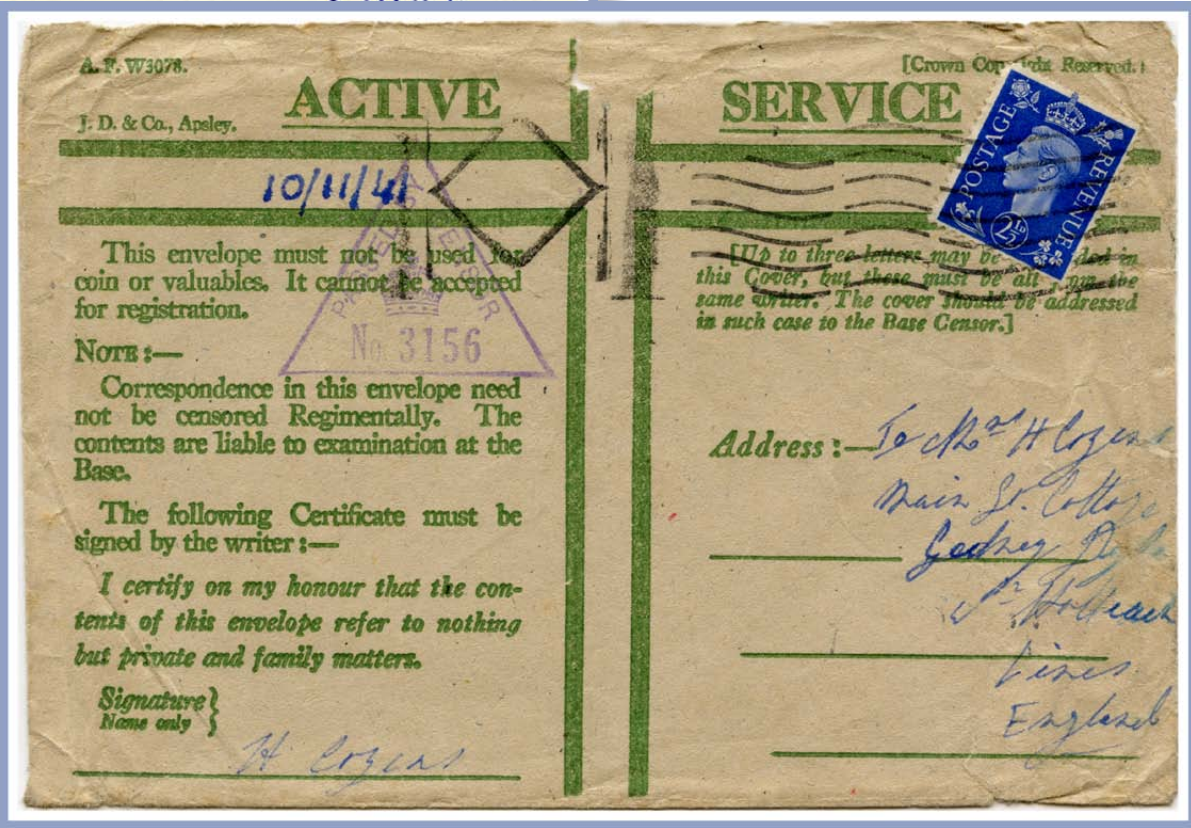 A. F. W3078.
[Crown Copyright Reserved.]
ACTIVE SERVICE
J. D. & Co., Apsley.
POSTAGE REVENUE
2½D
10/11/41
PASSED BY CENSOR
No. 3156
This envelope must not be used for
coin or valuables. It cannot be accepted
for registration.
NOTE:—
Correspondence in this envelope need
not be censored Regimentally. The
contents are liable to examination at the
Base.
The following Certificate must be
signed by the writer:—
I certify on my honour that the con-
tents of this envelope refer to nothing
but private and family matters.
Signature }
Name only
H Cozens
[Up to three letters may be ded in
this Cover, but these must be all from the
same writer. The cover should be addressed
in such case to the Base Censor.]
Address:— To Mrs H Cozens
Main St. Cottage
Gedney
Nr Holbeach
Lincs
England